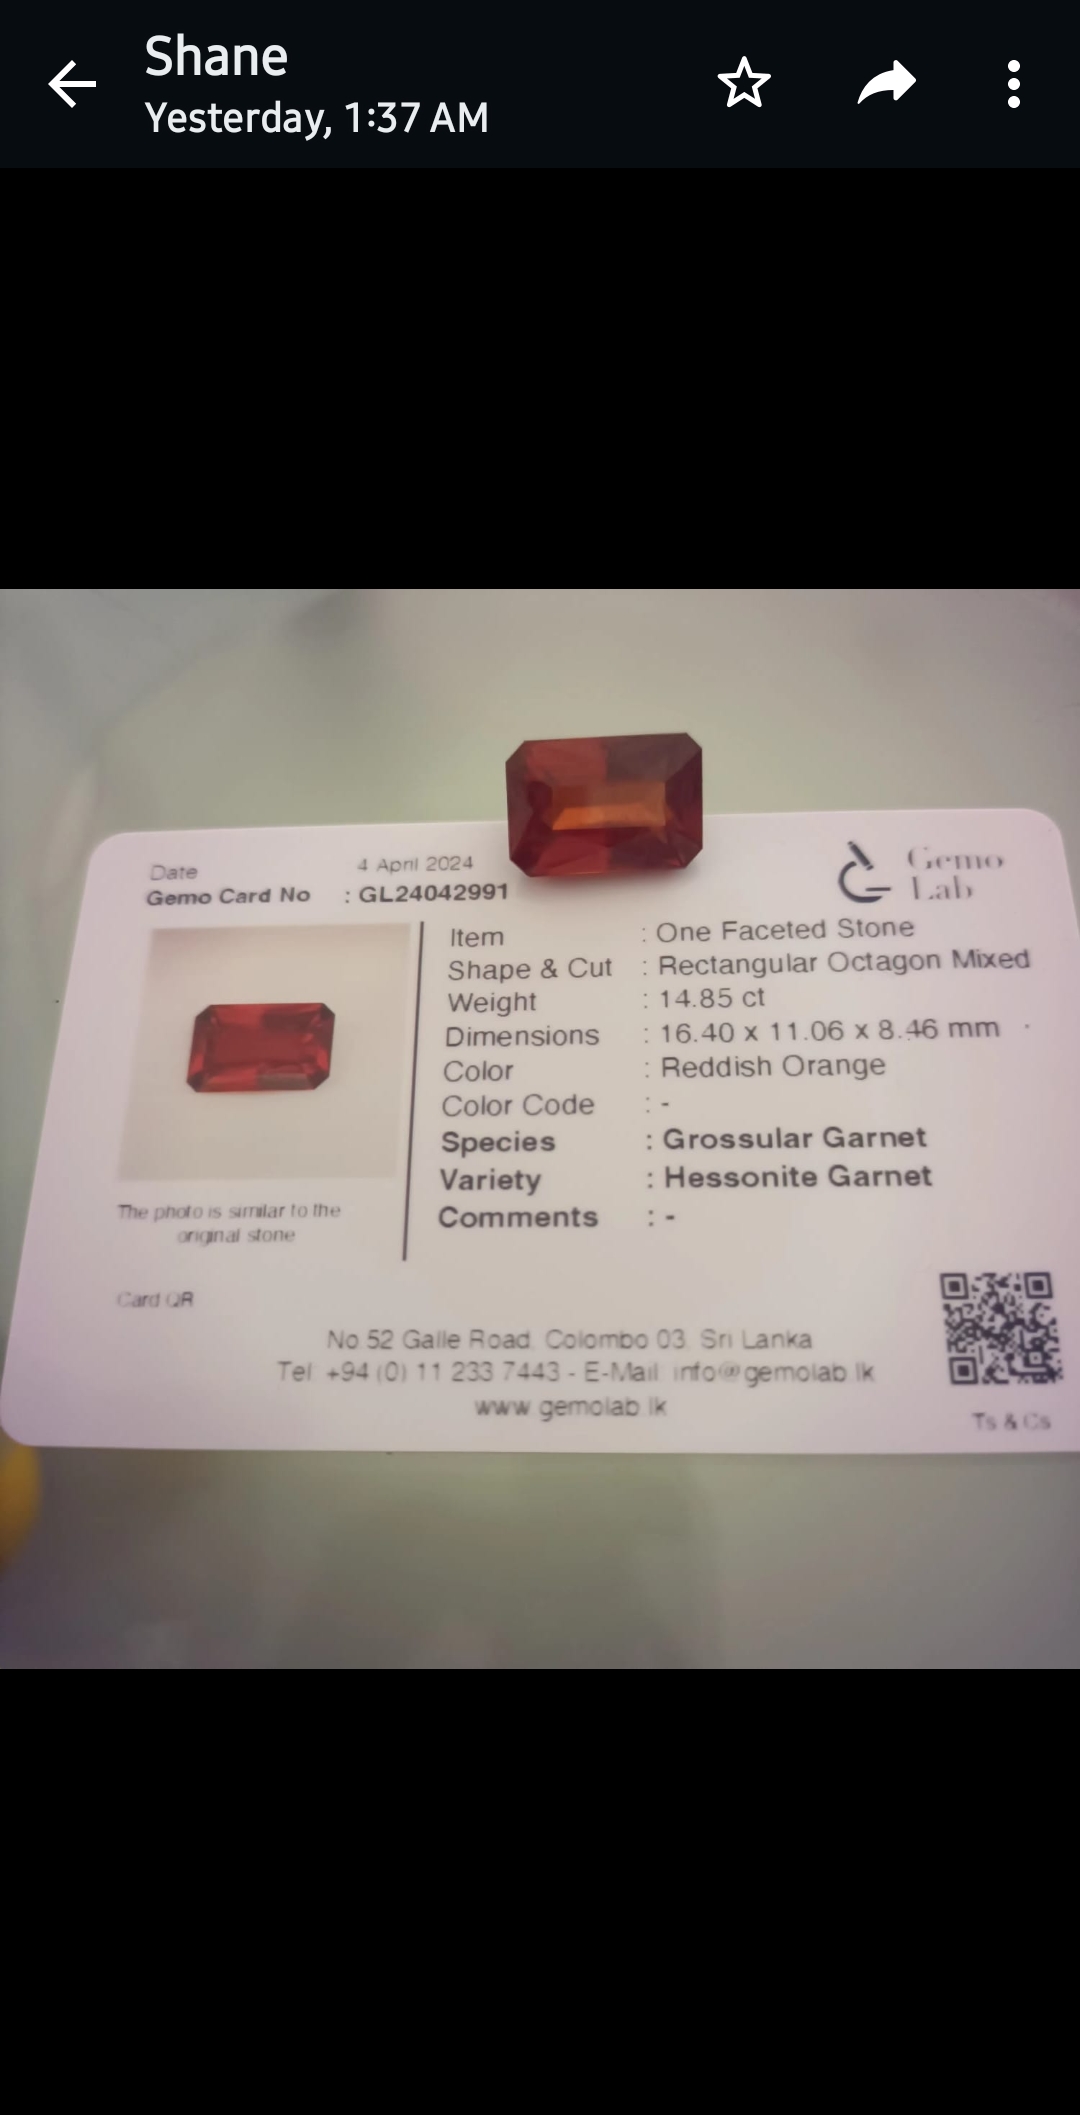 Shane
Yesterday, 1:37 AM
Date 4 April 2024
Gemo Card No : GL24042991
Gemo
Lab
Item : One Faceted Stone
Shape & Cut : Rectangular Octagon Mixed
Weight : 14.85 ct
Dimensions : 16.40 x 11.06 x 8.46 mm
Color : Reddish Orange
Color Code : -
Species : Grossular Garnet
Variety : Hessonite Garnet
Comments : -
The photo is similar to the
original stone
Card QR
No 52 Galle Road, Colombo 03, Sri Lanka
Tel +94 (0) 11 233 7443 - E-Mail info@gemolab.lk
www.gemolab.lk
Ts & Cs